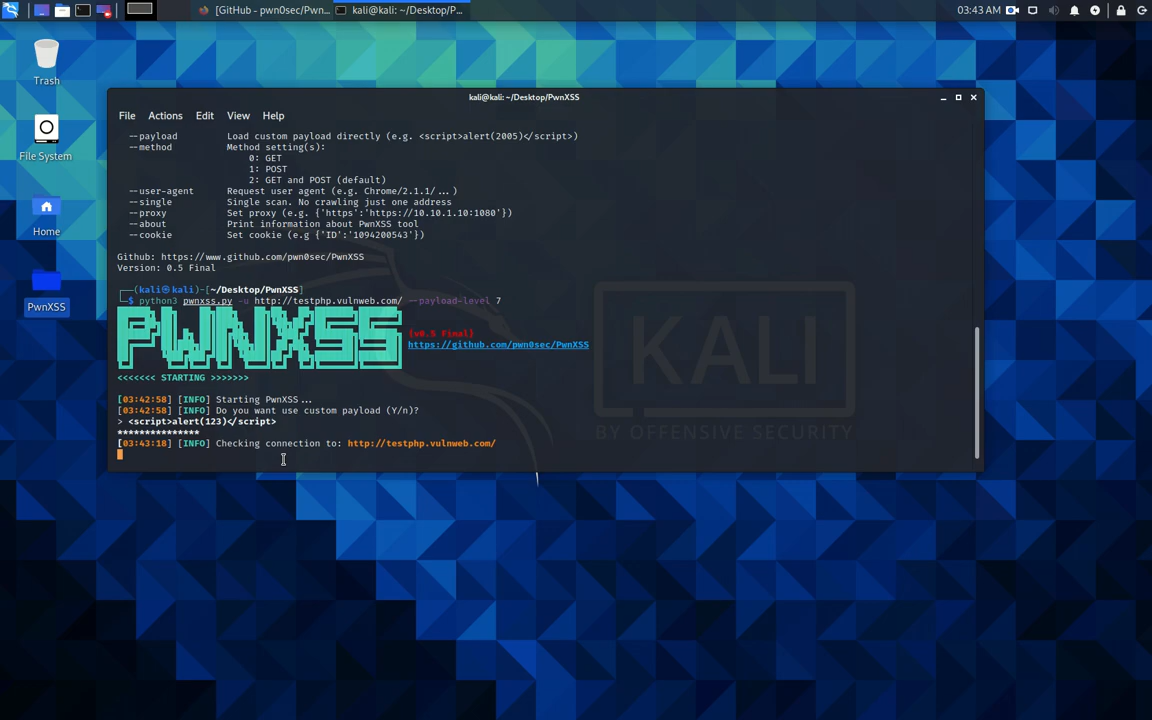 [GitHub - pwn0sec/Pwn...
kali@kali: ~/Desktop/P...
03:43 AM
Trash
File System
Home
PwnXSS
kali@kali: ~/Desktop/PwnXSS
File Actions Edit View Help
--payload Load custom payload directly (e.g. <script>alert(2005)</script>)
--method Method setting(s):
0: GET
1: POST
2: GET and POST (default)
--user-agent Request user agent (e.g. Chrome/2.1.1/...)
--single Single scan. No crawling just one address
--proxy Set proxy (e.g. {'https':'https://10.10.1.10:1080'})
--about Print information about PwnXSS tool
--cookie Set cookie (e.g {'ID':'1094200543'})
Github: https://www.github.com/pwn0sec/PwnXSS
Version: 0.5 Final
┌──(kali㉿kali)-[~/Desktop/PwnXSS]
└─$ python3 pwnxss.py -u http://testphp.vulnweb.com/ --payload-level 7
PWNXSS
{v0.5 Final}
https://github.com/pwn0sec/PwnXSS
<<<<<<< STARTING >>>>>>>
[03:42:58] [INFO] Starting PwnXSS...
[03:42:58] [INFO] Do you want use custom payload (Y/n)?
> <script>alert(123)</script>
***************
[03:43:18] [INFO] Checking connection to: http://testphp.vulnweb.com/
KALI
BY OFFENSIVE SECURITY